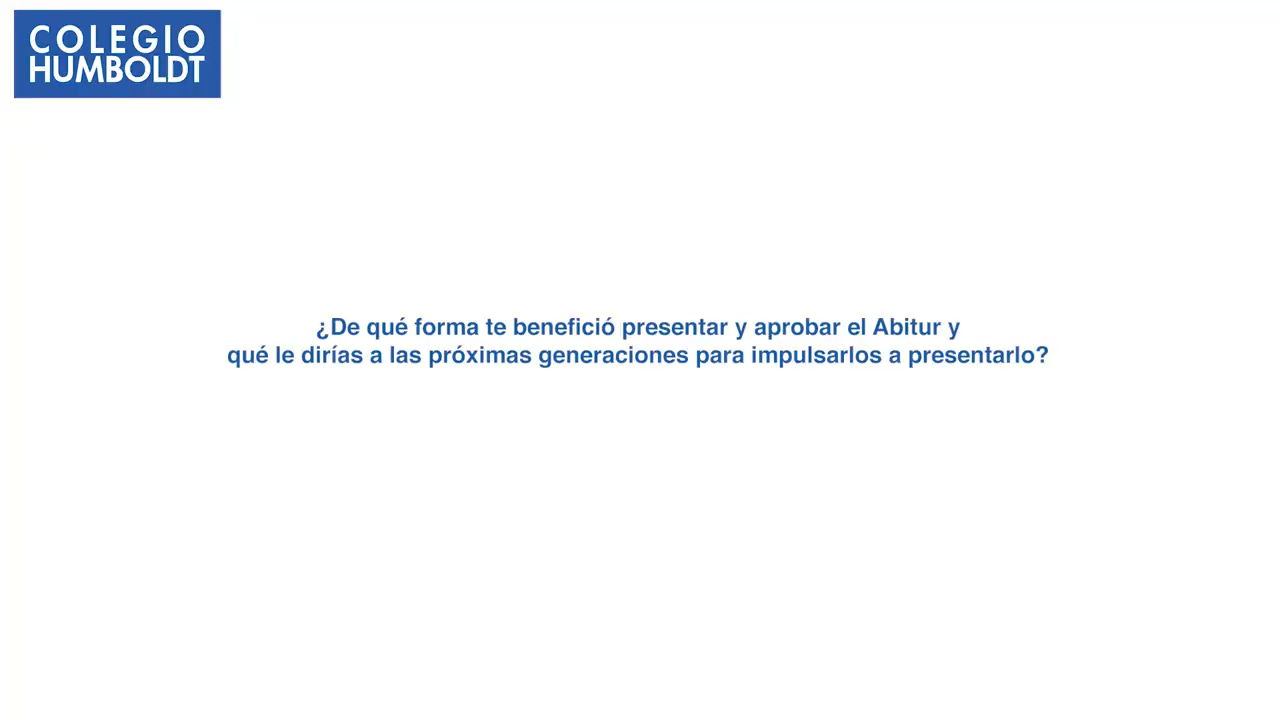 COLEGIO
HUMBOLDT
¿De qué forma te benefició presentar y aprobar el Abitur y
qué le dirías a las próximas generaciones para impulsarlos a presentarlo?